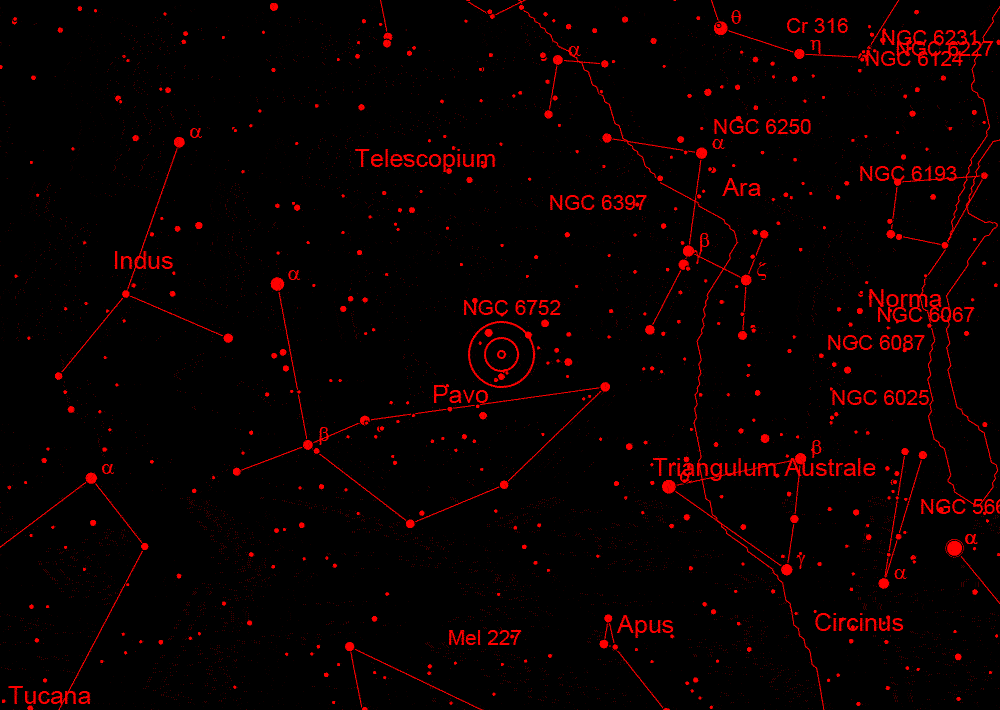 θ
Cr 316
η
NGC 6231
NGC 6227
NGC 6124
α
NGC 6250
α
α
Telescopium
NGC 6193
Ara
NGC 6397
β
Indus
α
ζ
Norma
NGC 6752
NGC 6067
NGC 6087
Pavo
NGC 6025
β
β
α
Triangulum Australe
α
NGC 566
α
γ
α
Circinus
Apus
Mel 227
Tucana